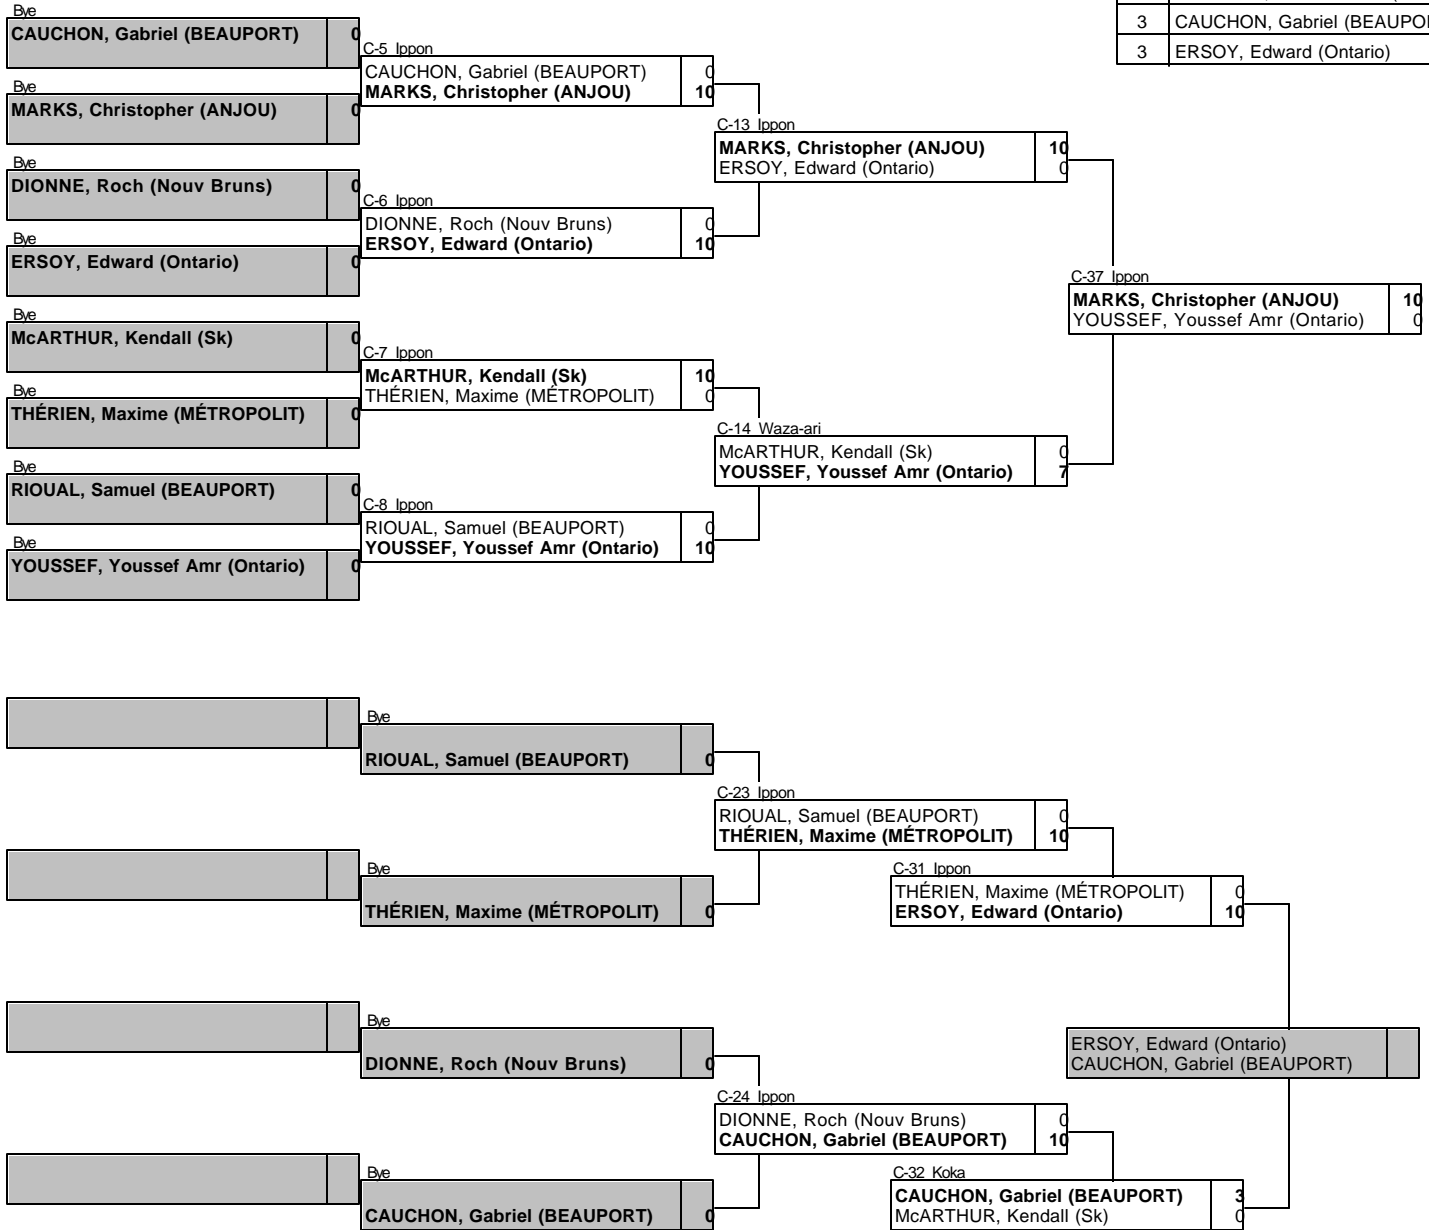 3 CAUCHON, Gabriel
3 ERSOY, Edward (Ontario)
Bye
CAUCHON, Gabriel (BEAUPORT) 0
Bye
MARKS, Christopher (ANJOU) 0
Bye
DIONNE, Roch (Nouv Bruns) 0
Bye
ERSOY, Edward (Ontario) 0
Bye
McARTHUR, Kendall (Sk) 0
Bye
THÉRIEN, Maxime (MÉTROPOLIT) 0
Bye
RIOUAL, Samuel (BEAUPORT) 0
Bye
YOUSSEF, Youssef Amr (Ontario) 0
C-5 Ippon
CAUCHON, Gabriel (BEAUPORT) 0
MARKS, Christopher (ANJOU) 10
C-6 Ippon
DIONNE, Roch (Nouv Bruns) 0
ERSOY, Edward (Ontario) 10
C-7 Ippon
McARTHUR, Kendall (Sk) 10
THÉRIEN, Maxime (MÉTROPOLIT) 0
C-8 Ippon
RIOUAL, Samuel (BEAUPORT) 0
YOUSSEF, Youssef Amr (Ontario) 10
C-13 Ippon
MARKS, Christopher (ANJOU) 10
ERSOY, Edward (Ontario) 0
C-14 Waza-ari
McARTHUR, Kendall (Sk) 0
YOUSSEF, Youssef Amr (Ontario) 7
C-37 Ippon
MARKS, Christopher (ANJOU) 10
YOUSSEF, Youssef Amr (Ontario) 0
Bye
RIOUAL, Samuel (BEAUPORT) 0
Bye
THÉRIEN, Maxime (MÉTROPOLIT) 0
Bye
DIONNE, Roch (Nouv Bruns) 0
Bye
CAUCHON, Gabriel (BEAUPORT) 0
C-23 Ippon
RIOUAL, Samuel (BEAUPORT) 0
THÉRIEN, Maxime (MÉTROPOLIT) 10
C-24 Ippon
DIONNE, Roch (Nouv Bruns) 0
CAUCHON, Gabriel (BEAUPORT) 10
C-31 Ippon
THÉRIEN, Maxime (MÉTROPOLIT) 0
ERSOY, Edward (Ontario) 10
C-32 Koka
CAUCHON, Gabriel (BEAUPORT) 3
McARTHUR, Kendall (Sk) 0
ERSOY, Edward (Ontario)
CAUCHON, Gabriel (BEAUPORT)